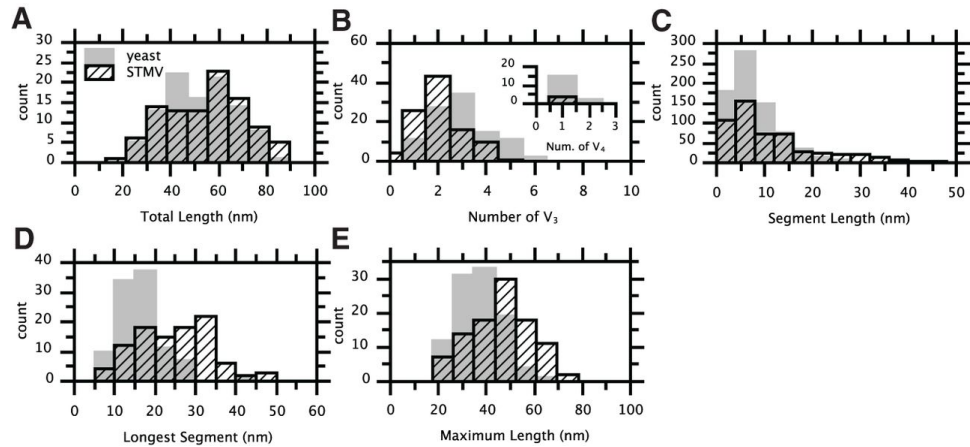 A
30
25
20
15
10
5
0
count
yeast
STMV
0 20 40 60 80 100
Total Length (nm)
B
60
40
20
0
count
20
10
0
0 1 2 3
Num. of V₄
0 2 4 6 8 10
Number of V₃
C
300
250
200
150
100
50
0
count
0 10 20 30 40 50
Segment Length (nm)
D
40
30
20
10
0
count
0 10 20 30 40 50 60
Longest Segment (nm)
E
30
20
10
0
count
0 20 40 60 80 100
Maximum Length (nm)